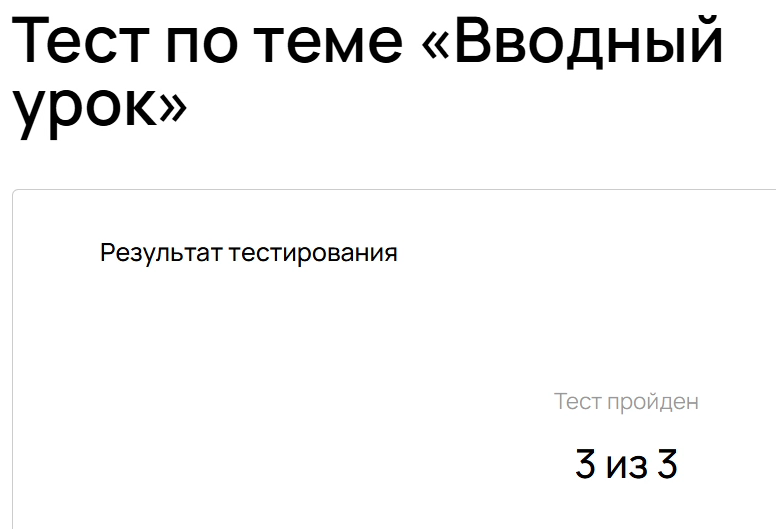 Тест по теме «Вводный
урок»
Результат тестирования
Тест пройден
3 из 3